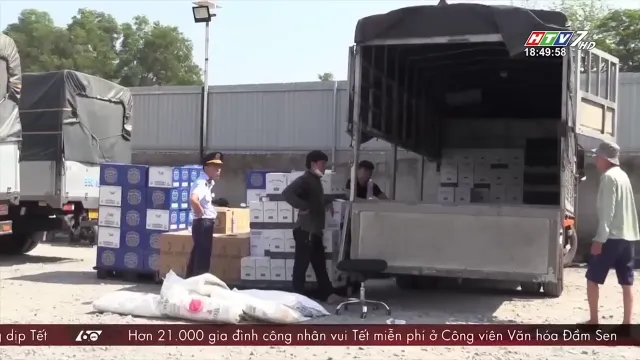 HTV7 HD
18:49:58
g dịp Tết 60 Hơn 21.000 gia đình công nhân vui Tết miễn phí ở Công viên Văn hóa Đầm Sen